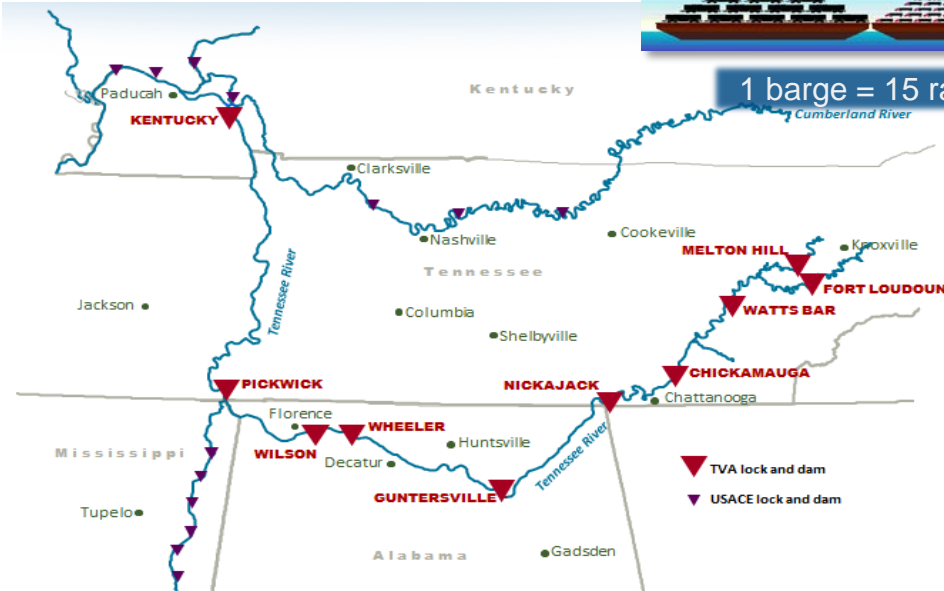 1 barge = 15 ra
Kentucky
Cumberland River
Paducah
KENTUCKY
Clarksville
Nashville
Cookeville
Tennessee
MELTON HILL
Knoxville
FORT LOUDOUN
WATTS BAR
Tennessee River
Jackson
Columbia
Shelbyville
CHICKAMAUGA
PICKWICK
NICKAJACK
Chattanooga
Florence
WHEELER
WILSON
Huntsville
Mississippi
Decatur
Tennessee River
TVA lock and dam
GUNTERSVILLE
USACE lock and dam
Tupelo
Alabama
Gadsden